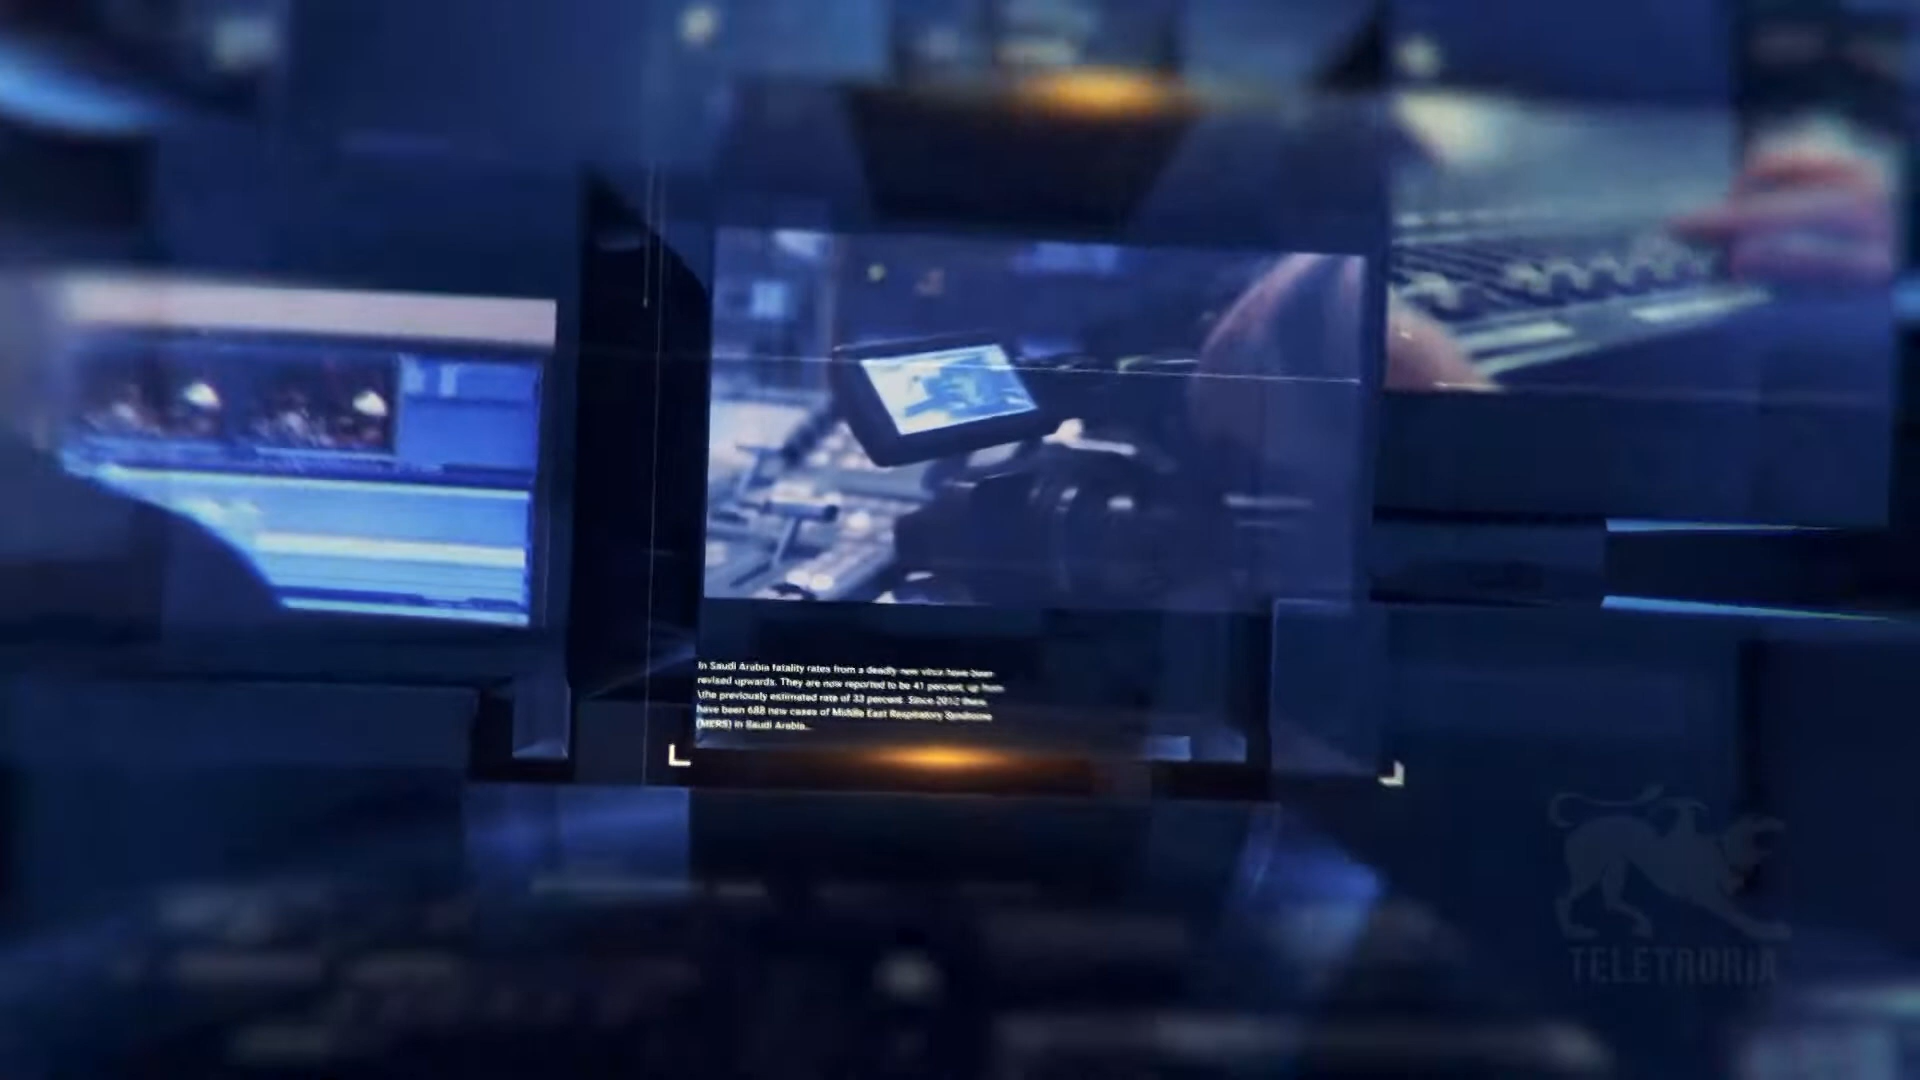 In Saudi Arabia fatality rates from a deadly new virus have been
revised upwards. They are now reported to be 41 percent, up from
\the previously estimated rate of 33 percent. Since 2012 there
have been 688 new cases of Middle East Respiratory Syndrome
(MERS) in Saudi Arabia.
TELETRORIA